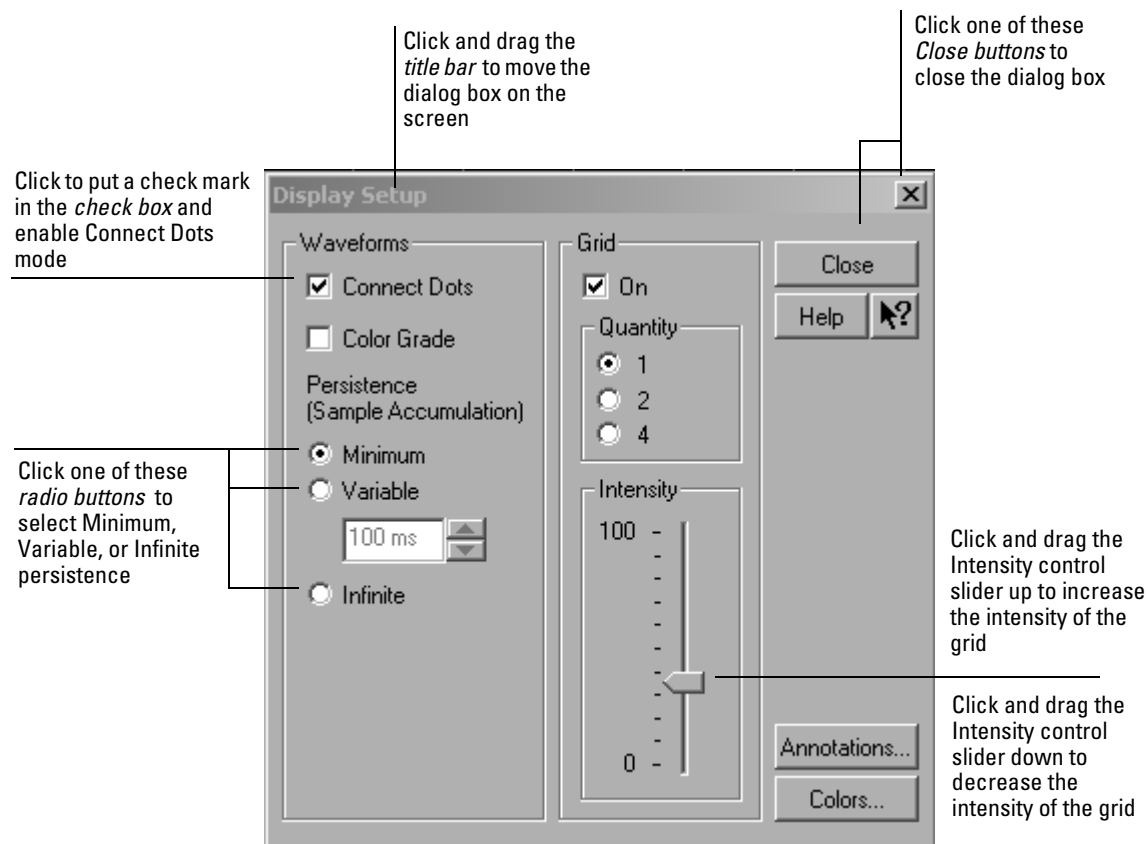 Click and drag the
title bar to move the
dialog box on the
screen
Click one of these
Close buttons to
close the dialog box
Click to put a check mark
in the check box and
enable Connect Dots
mode
Display Setup
Waveforms
Connect Dots
Color Grade
Persistence
(Sample Accumulation)
Minimum
Variable
100 ms
Infinite
Click one of these
radio buttons to
select Minimum,
Variable, or Infinite
persistence
Grid
On
Quantity
1
2
4
Intensity
100
0
Close
Help
?
Annotations...
Colors...
Click and drag the
Intensity control
slider up to increase
the intensity of the
grid
Click and drag the
Intensity control
slider down to
decrease the
intensity of the grid